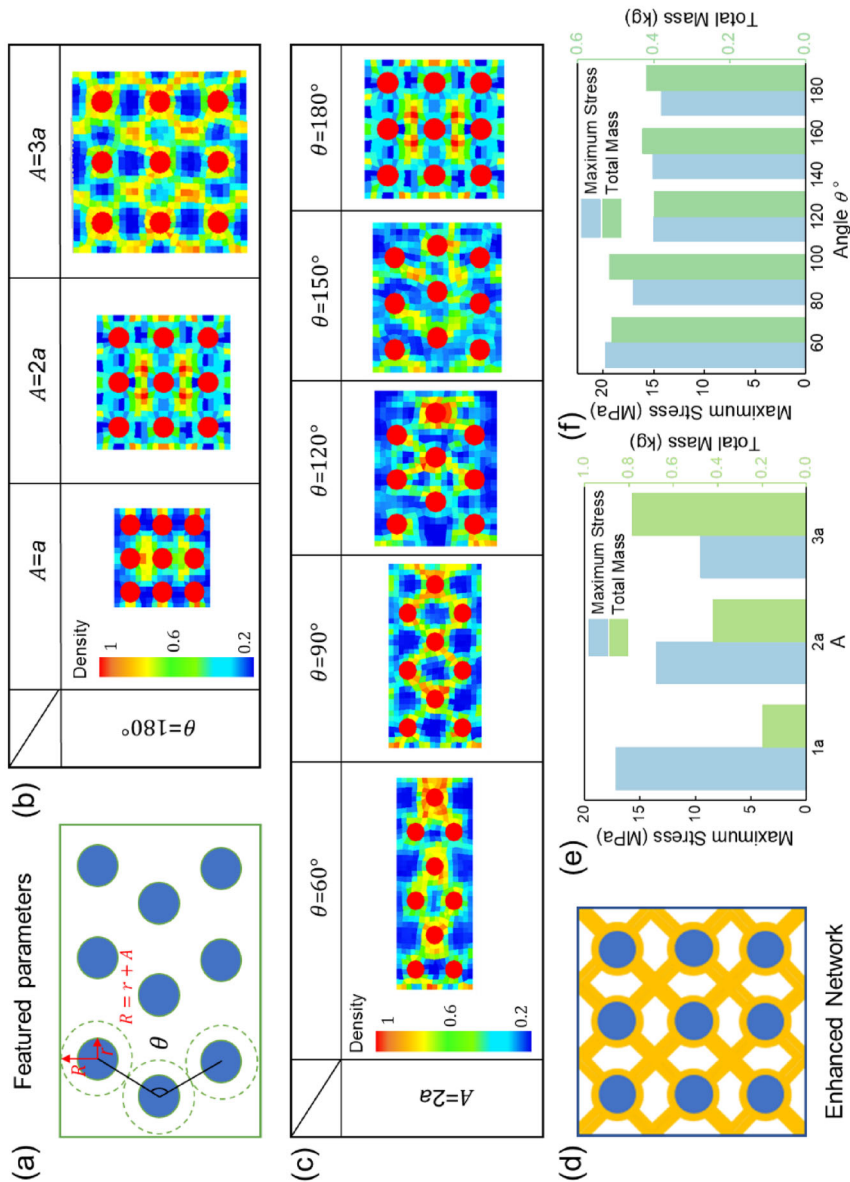 (a)
Featured parameters
R
r
R = r + A
θ
(b)
A=a
A=2a
A=3a
θ=180°
Density
1
0.6
0.2
(c)
θ=60°
θ=90°
θ=120°
θ=150°
θ=180°
A=2a
Density
1
0.6
0.2
(d)
Enhanced Network
(e)
Maximum Stress (MPa)
20
15
10
5
0
1a
2a
3a
A
Maximum Stress
Total Mass
Total Mass (kg)
1.0
0.8
0.6
0.4
0.2
0.0
(f)
Maximum Stress (MPa)
20
15
10
5
0
60
80
100
120
140
160
180
Angle θ°
Maximum Stress
Total Mass
Total Mass (kg)
0.6
0.4
0.2
0.0